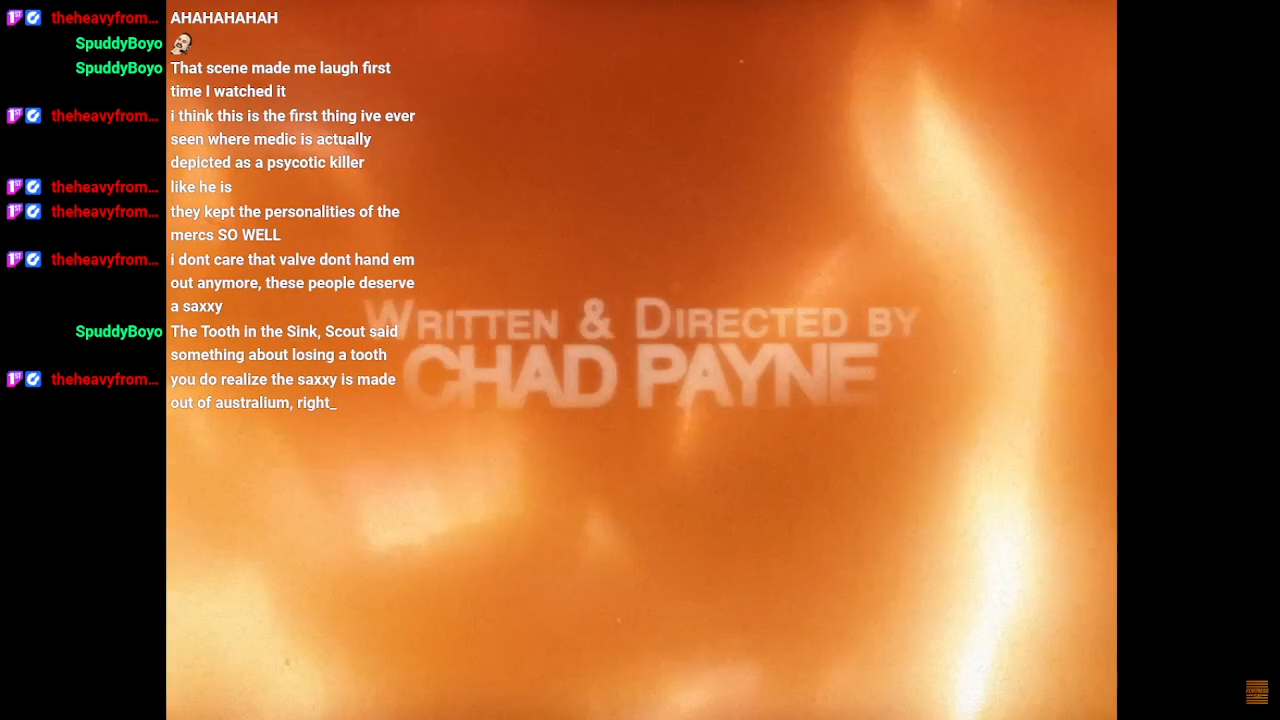 theheavyfrom... AHAHAHAHAH
SpuddyBoyo
SpuddyBoyo That scene made me laugh first
time I watched it
theheavyfrom... i think this is the first thing ive ever
seen where medic is actually
depicted as a psycotic killer
theheavyfrom... like he is
theheavyfrom... they kept the personalities of the
mercs SO WELL
theheavyfrom... i dont care that valve dont hand em
out anymore, these people deserve
a saxxy
SpuddyBoyo The Tooth in the Sink, Scout said
something about losing a tooth
theheavyfrom... you do realize the saxxy is made
out of australium, right_
WRITTEN & DIRECTED BY
CHAD PAYNE